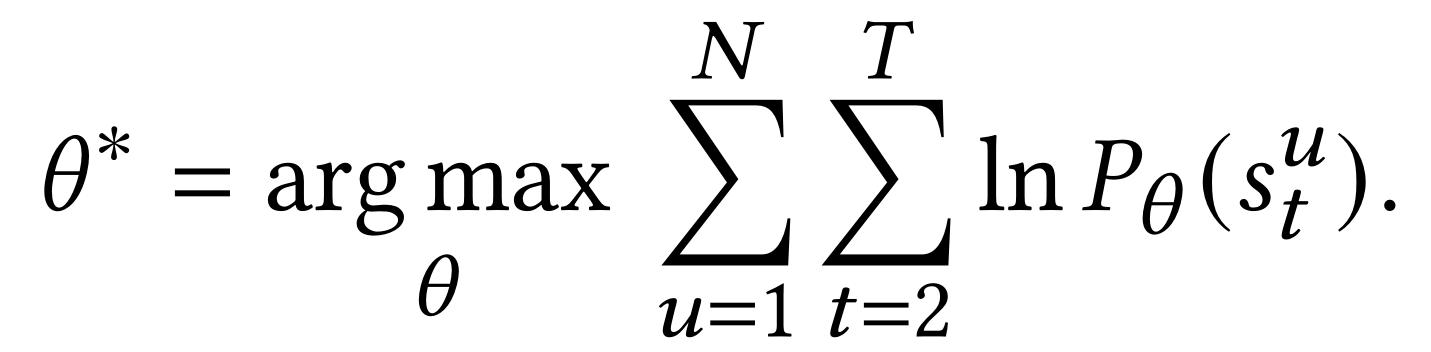 θ* = arg max_θ ∑_{u=1}^{N} ∑_{t=2}^{T} ln P_θ(s_t^u).